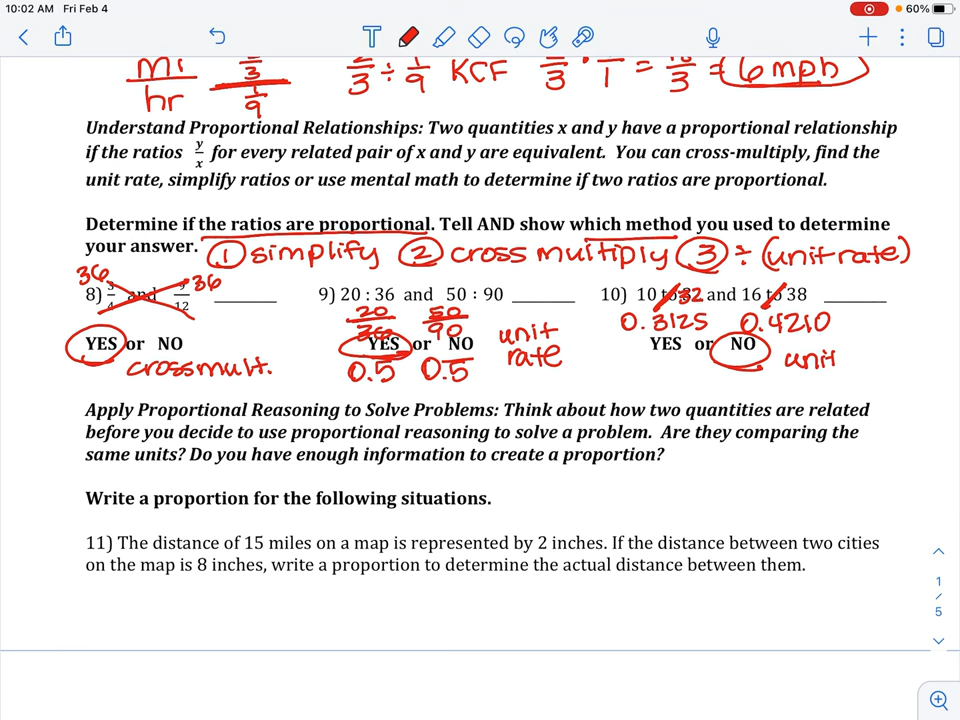 10:02 AM Fri Feb 4
60%
T
mi
hr
3
1
9
3 ÷ 1/9 KCF
3 · 1 = 3 = 6 mph
Understand Proportional Relationships: Two quantities x and y have a proportional relationship
if the ratios y/x for every related pair of x and y are equivalent. You can cross-multiply, find the
unit rate, simplify ratios or use mental math to determine if two ratios are proportional.
Determine if the ratios are proportional. Tell AND show which method you used to determine
your answer. ① simplify ② cross multiply ③ ÷ (unit rate)
36 36
8) 3/4 and 9/12 ________ 9) 20 : 36 and 50 : 90 ________ 10) 10 to 32 and 16 to 38 ________
20/36 50/90 unit rate
0.3125 0.4210
YES or NO YES or NO YES or NO
crossmult. 0.5 0.5 unit
Apply Proportional Reasoning to Solve Problems: Think about how two quantities are related
before you decide to use proportional reasoning to solve a problem. Are they comparing the
same units? Do you have enough information to create a proportion?
Write a proportion for the following situations.
11) The distance of 15 miles on a map is represented by 2 inches. If the distance between two cities
on the map is 8 inches, write a proportion to determine the actual distance between them.
1
/
5